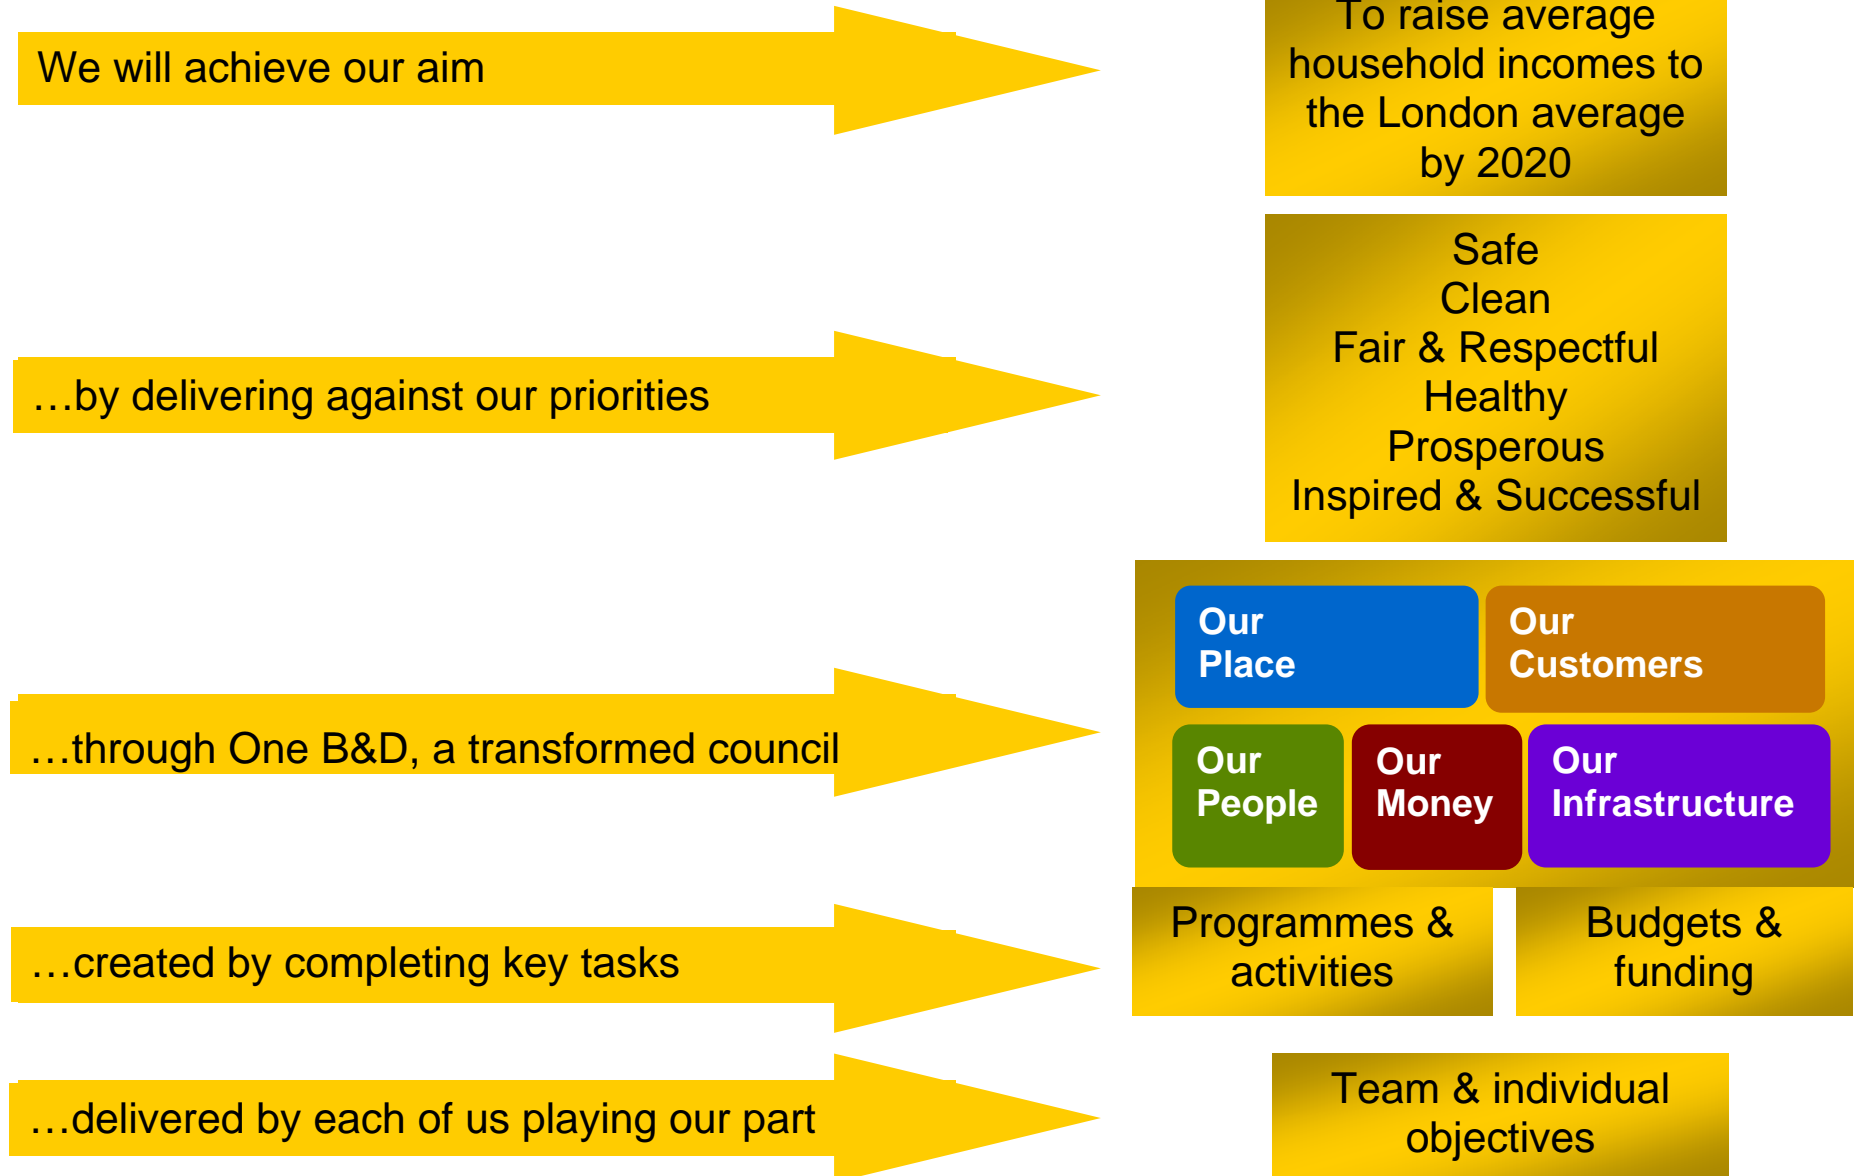 To raise average
household incomes to
the London average
by 2020
We will achieve our aim
Safe
Clean
Fair & Respectful
Healthy
Prosperous
Inspired & Successful
…by delivering against our priorities
Our
Place
Our
Customers
…through One B&D, a transformed council
Our
People
Our
Money
Our
Infrastructure
…created by completing key tasks
Programmes &
activities
Budgets &
funding
…delivered by each of us playing our part
Team & individual
objectives